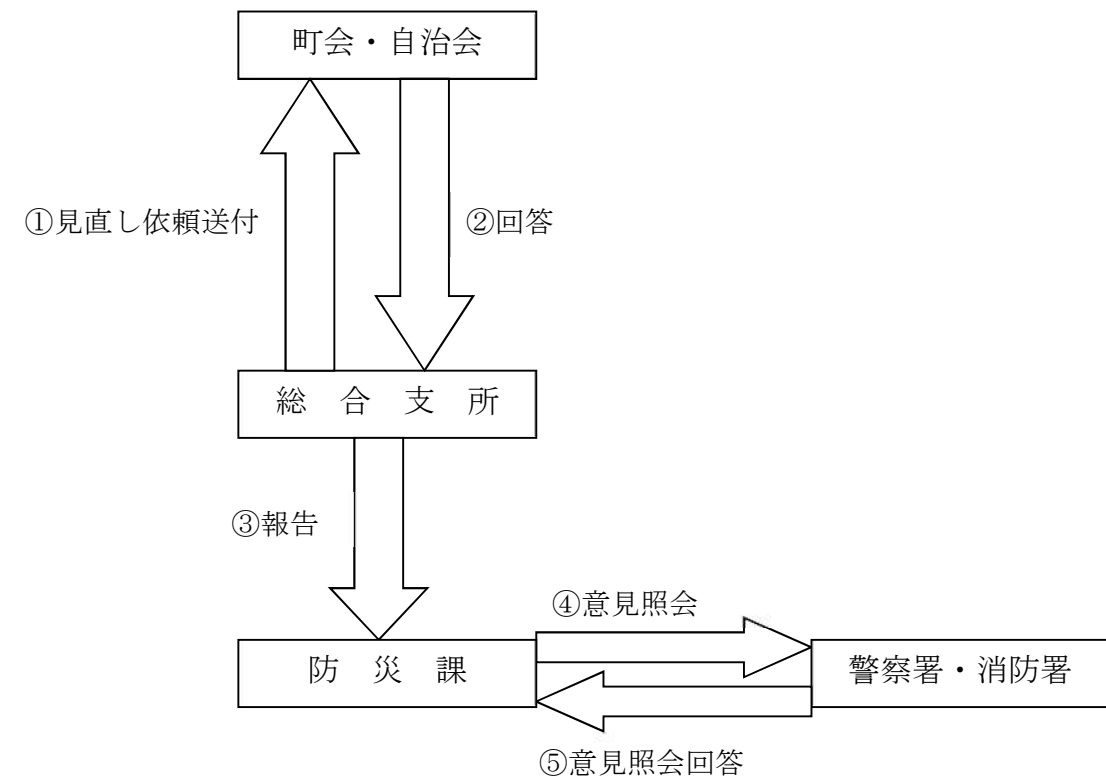 町会・自治会
①見直し依頼送付
②回答
総合支所
③報告
④意見照会
防災課
警察署・消防署
⑤意見照会回答